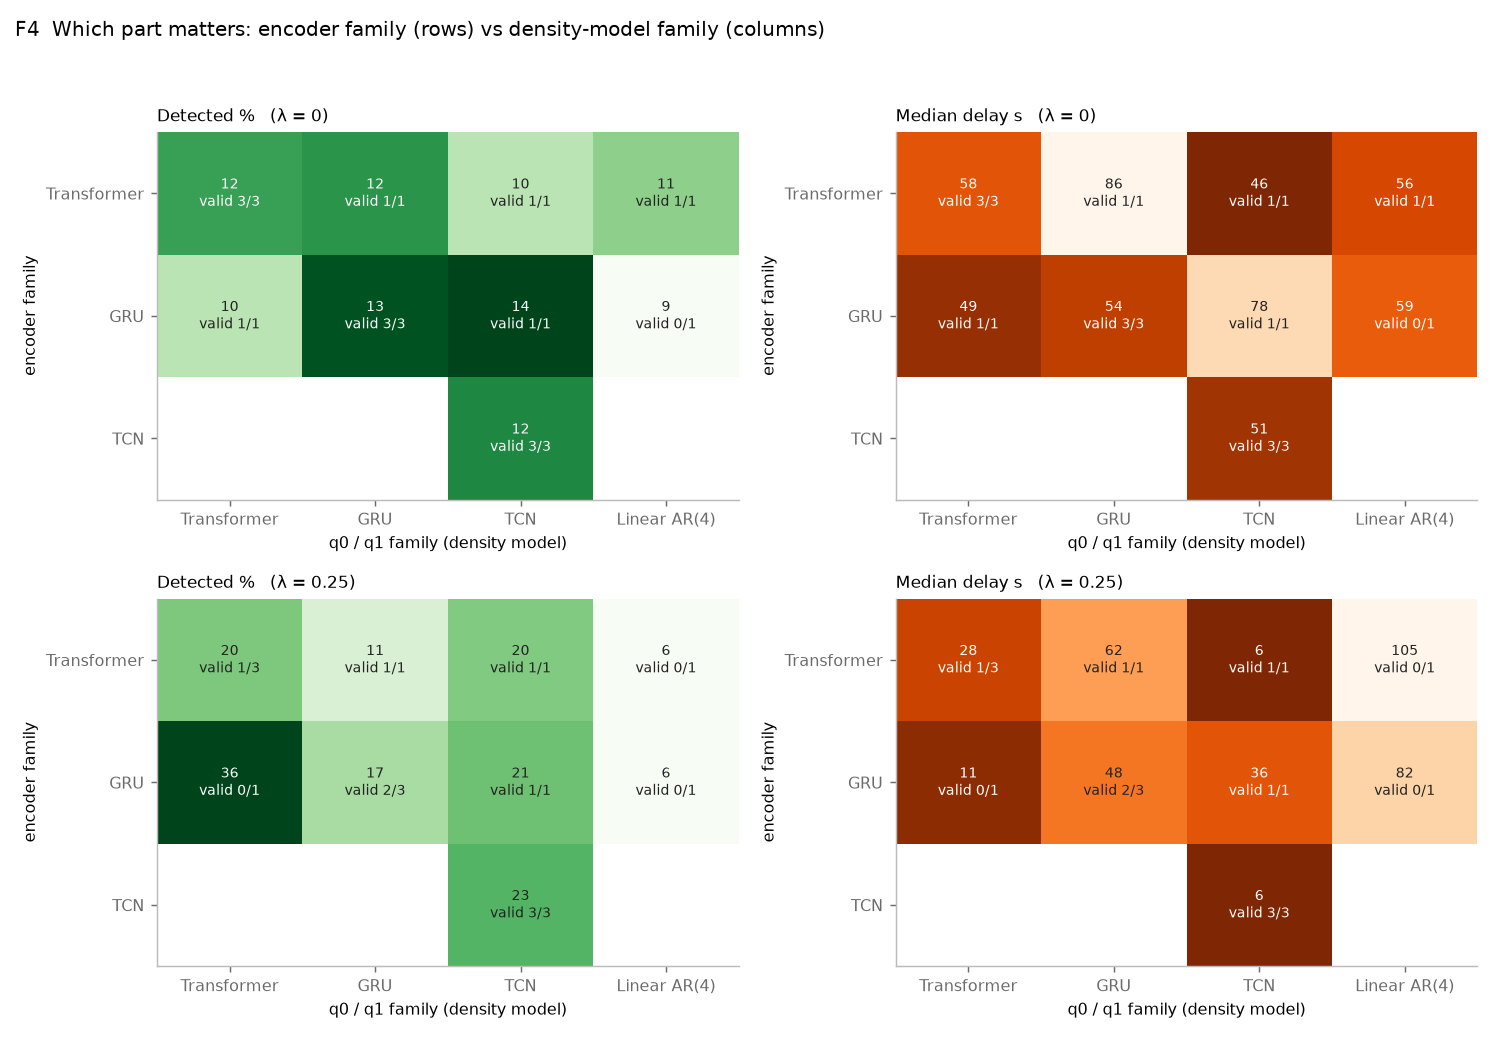 F4  Which part matters: encoder family (rows) vs density-model family (columns)
Detected %   (λ = 0)
encoder family
Transformer
GRU
TCN
12
valid 3/3
12
valid 1/1
10
valid 1/1
11
valid 1/1
10
valid 1/1
13
valid 3/3
14
valid 1/1
9
valid 0/1
12
valid 3/3
Transformer
GRU
TCN
Linear AR(4)
q0 / q1 family (density model)
Median delay s   (λ = 0)
encoder family
Transformer
GRU
TCN
58
valid 3/3
86
valid 1/1
46
valid 1/1
56
valid 1/1
49
valid 1/1
54
valid 3/3
78
valid 1/1
59
valid 0/1
51
valid 3/3
Transformer
GRU
TCN
Linear AR(4)
q0 / q1 family (density model)
Detected %   (λ = 0.25)
encoder family
Transformer
GRU
TCN
20
valid 1/3
11
valid 1/1
20
valid 1/1
6
valid 0/1
36
valid 0/1
17
valid 2/3
21
valid 1/1
6
valid 0/1
23
valid 3/3
Transformer
GRU
TCN
Linear AR(4)
q0 / q1 family (density model)
Median delay s   (λ = 0.25)
encoder family
Transformer
GRU
TCN
28
valid 1/3
62
valid 1/1
6
valid 1/1
105
valid 0/1
11
valid 0/1
48
valid 2/3
36
valid 1/1
82
valid 0/1
6
valid 3/3
Transformer
GRU
TCN
Linear AR(4)
q0 / q1 family (density model)